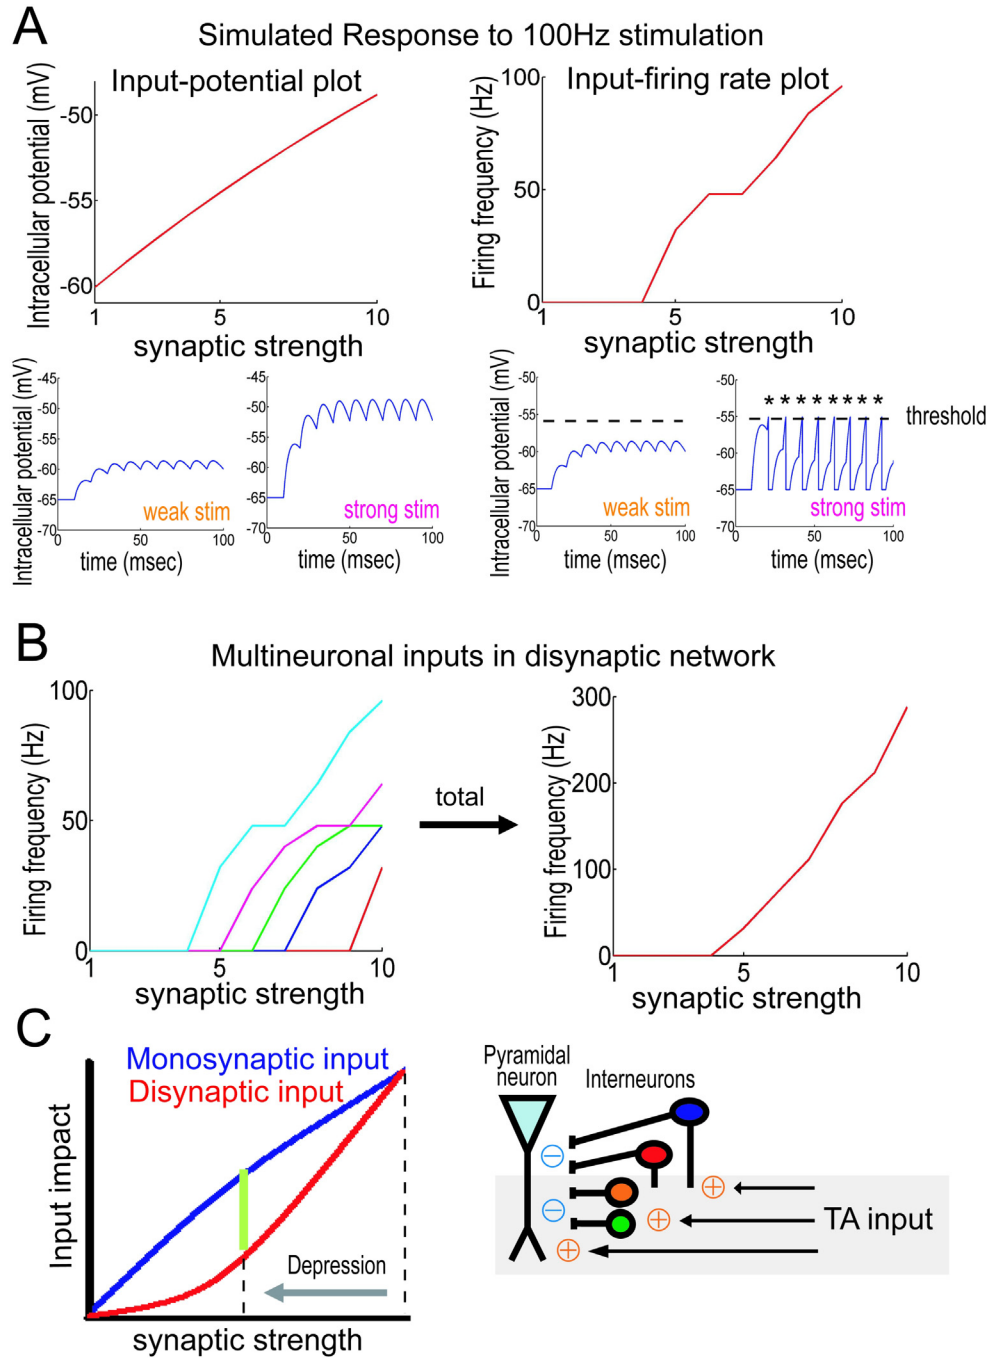 A
Simulated Response to 100Hz stimulation
Input-potential plot
Intracellular potential (mV)
-50
-55
-60
1 5 10
synaptic strength
Input-firing rate plot
Firing frequency (Hz)
100
50
0
1 5 10
synaptic strength
Intracellular potential (mV)
-45
-50
-55
-60
-65
-70
weak stim
0 50 100
time (msec)
-45
-50
-55
-60
-65
-70
strong stim
0 50 100
time (msec)
Intracellular potential (mV)
-50
-55
-60
-65
-70
weak stim
0 50 100
time (msec)
-50
-55
-60
-65
-70
* * * * * * * *
threshold
strong stim
0 50 100
time (msec)
B
Multineuronal inputs in disynaptic network
Firing frequency (Hz)
100
50
0
1 5 10
synaptic strength
total
Firing frequency (Hz)
300
200
100
0
1 5 10
synaptic strength
C
Monosynaptic input
Disynaptic input
Input impact
Depression
synaptic strength
Pyramidal
neuron
Interneurons
TA input